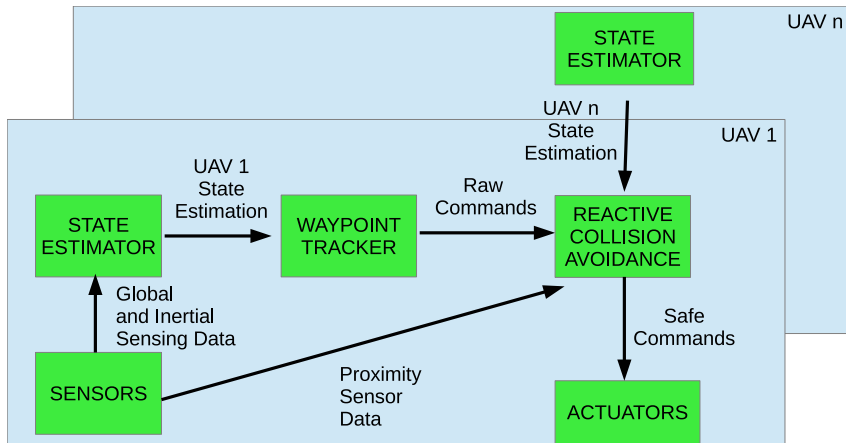 UAV n
STATE
ESTIMATOR
UAV n
State
Estimation
UAV 1
UAV 1
State
Estimation
Raw
Commands
STATE
ESTIMATOR
WAYPOINT
TRACKER
REACTIVE
COLLISION
AVOIDANCE
Global
and Inertial
Sensing Data
Safe
Commands
SENSORS
Proximity
Sensor
Data
ACTUATORS